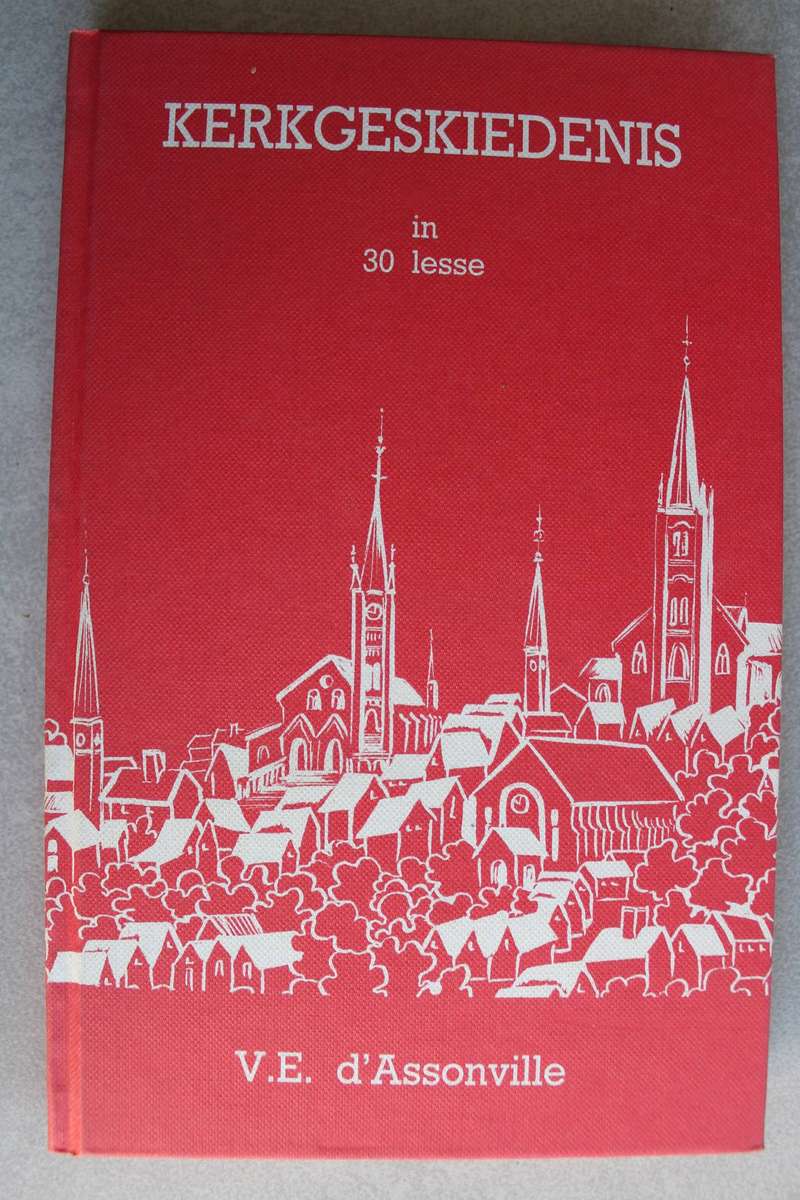 KERKGESKIEDENIS
in
30 lesse
V.E. d'Assonville